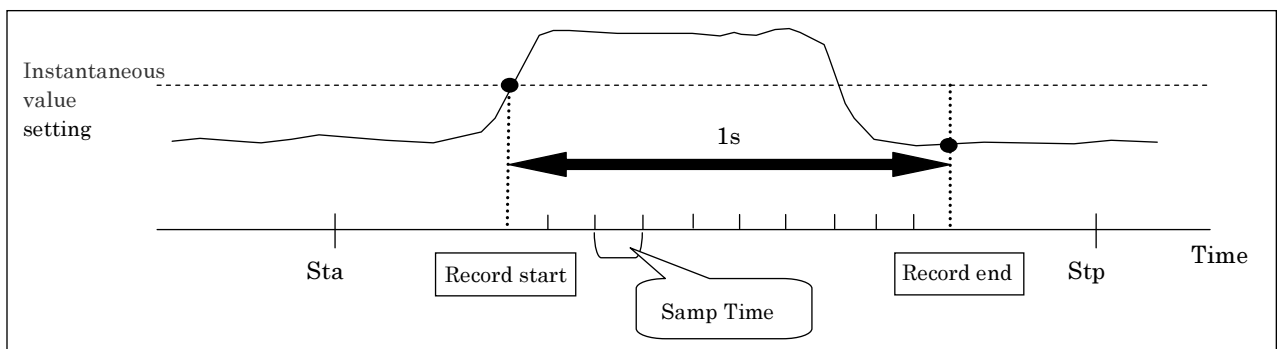 Instantaneous
value
setting
1s
Sta
Record start
Samp Time
Record end
Stp
Time